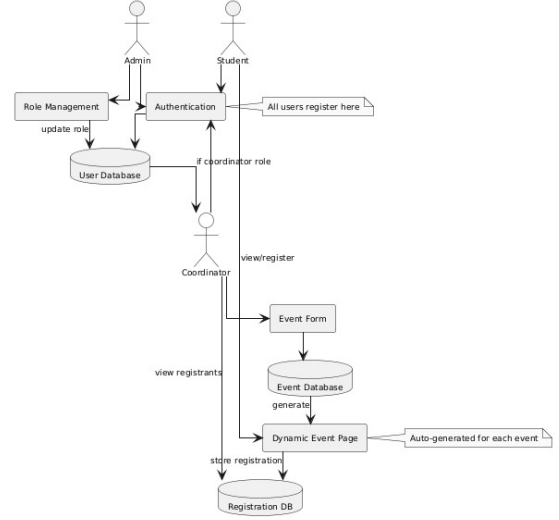 Admin
Student
Role Management
Authentication
All users register here
update role
User Database
if coordinator role
Coordinator
view/register
Event Form
view registrants
Event Database
generate
Dynamic Event Page
Auto-generated for each event
store registration
Registration DB